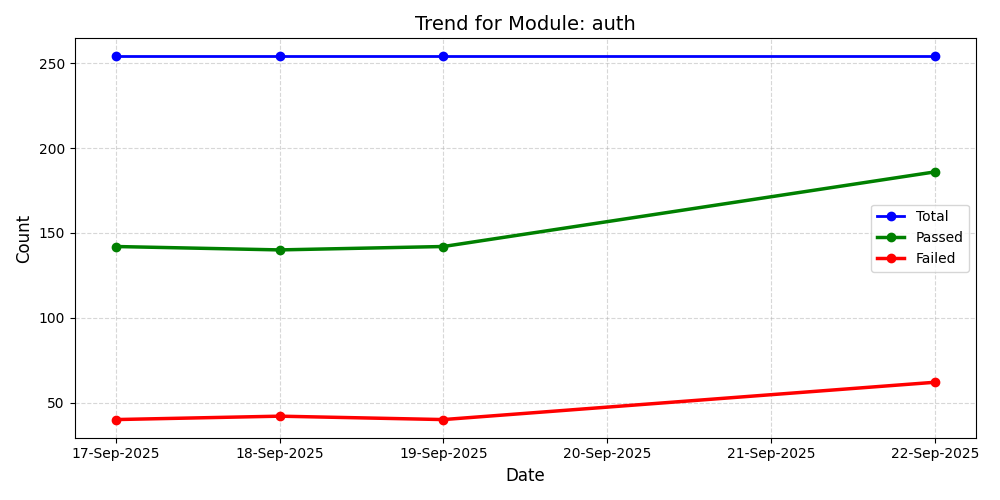 Trend for Module: auth
250
200
150
100
50
Count
Total
Passed
Failed
17-Sep-2025 18-Sep-2025 19-Sep-2025 20-Sep-2025 21-Sep-2025 22-Sep-2025
Date